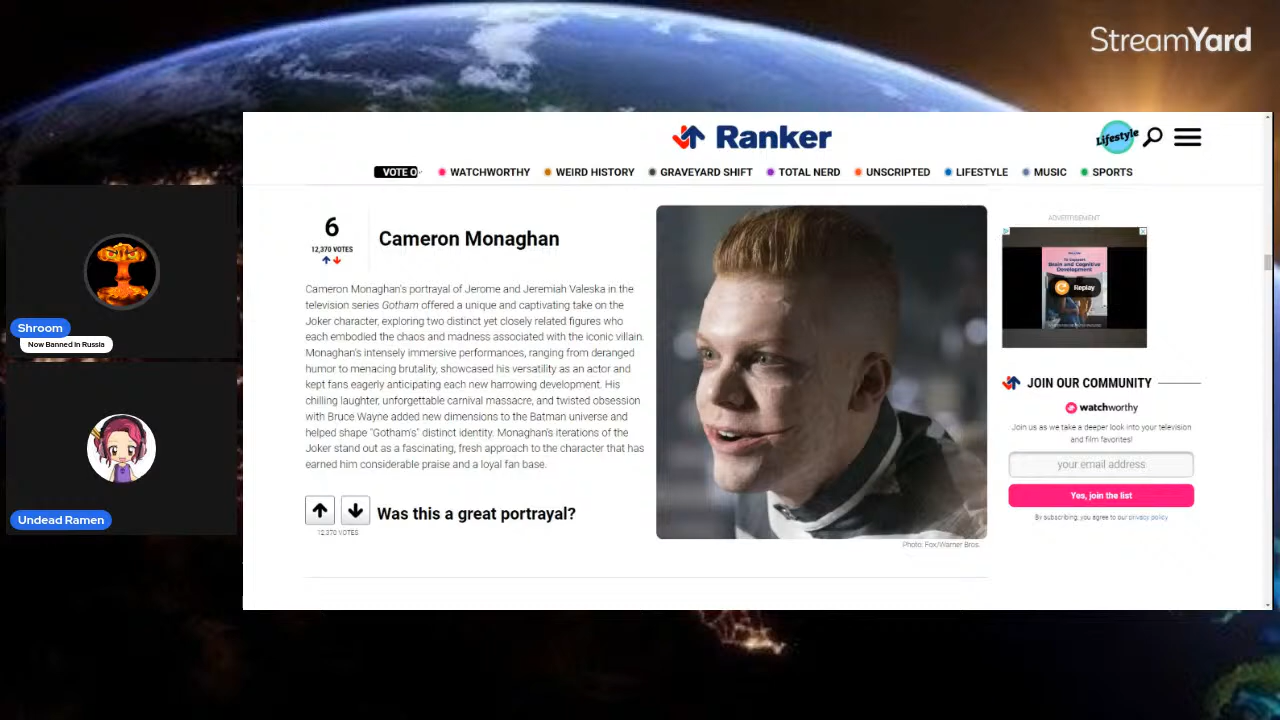 StreamYard
Ranker
Lifestyle
VOTE O
WATCHWORTHY
WEIRD HISTORY
GRAVEYARD SHIFT
TOTAL NERD
UNSCRIPTED
LIFESTYLE
MUSIC
SPORTS
6
12,370 VOTES
Cameron Monaghan
Cameron Monaghan's portrayal of Jerome and Jeremiah Valeska in the
television series Gotham offered a unique and captivating take on the
Joker character, exploring two distinct yet closely related figures who
each embodied the chaos and madness associated with the iconic villain.
Monaghan's intensely immersive performances, ranging from deranged
humor to menacing brutality, showcased his versatility as an actor and
kept fans eagerly anticipating each new harrowing development. His
chilling laughter, unforgettable carnival massacre, and twisted obsession
with Bruce Wayne added new dimensions to the Batman universe and
helped shape "Gotham's" distinct identity. Monaghan's iterations of the
Joker stand out as a fascinating, fresh approach to the character that has
earned him considerable praise and a loyal fan base.
Was this a great portrayal?
12,370 VOTES
Photo: Fox/Warner Bros.
ADVERTISEMENT
To Support
Brain and Cognitive
Development
Replay
JOIN OUR COMMUNITY
watchworthy
Join us as we take a deeper look into your television
and film favorites!
your email address
Yes, join the list
By subscribing, you agree to our privacy policy
Shroom
Now Banned in Russia
Undead Ramen